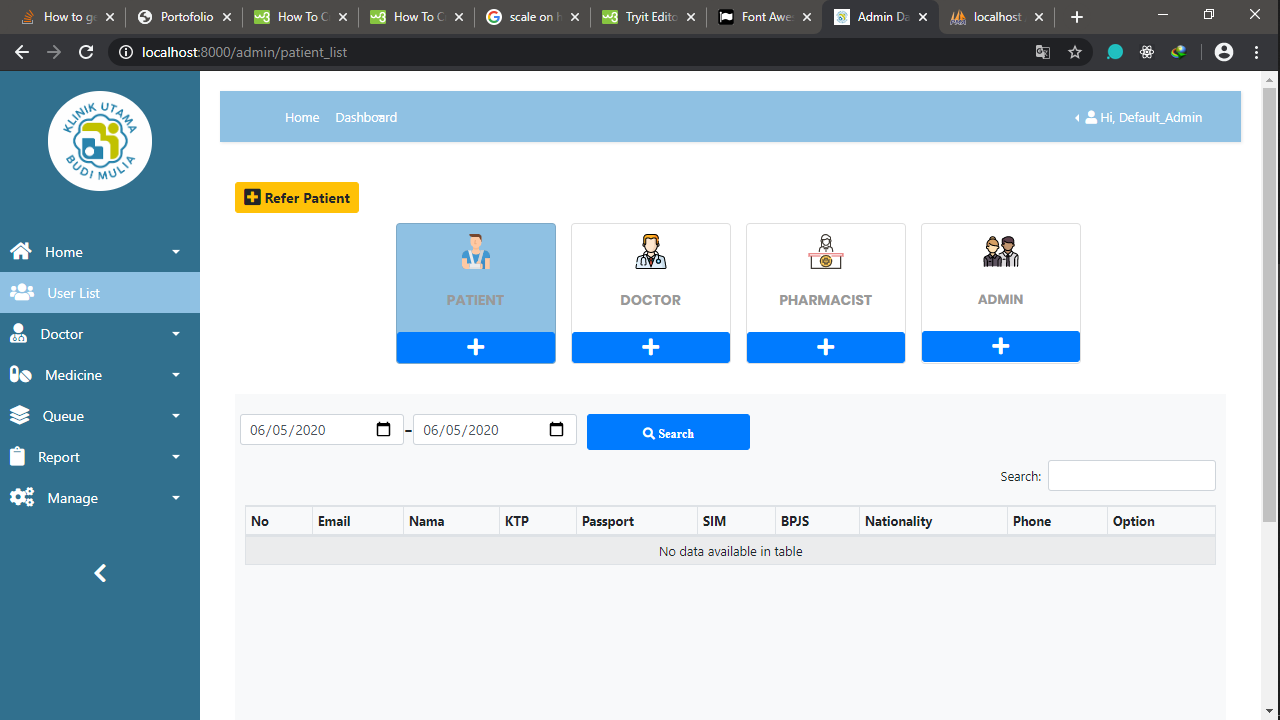 How to ge
Portofolio
How To C
How To C
scale on h
Tryit Edito
Font Awes
Admin Da
localhost
localhost:8000/admin/patient_list
KLINIK UTAMA
BUDI MULIA
Home Dashboard Hi, Default_Admin
Refer Patient
Home
User List
Doctor
Medicine
Queue
Report
Manage
PATIENT DOCTOR PHARMACIST ADMIN
06/05/2020 - 06/05/2020 Search
Search:
No Email Nama KTP Passport SIM BPJS Nationality Phone Option
No data available in table